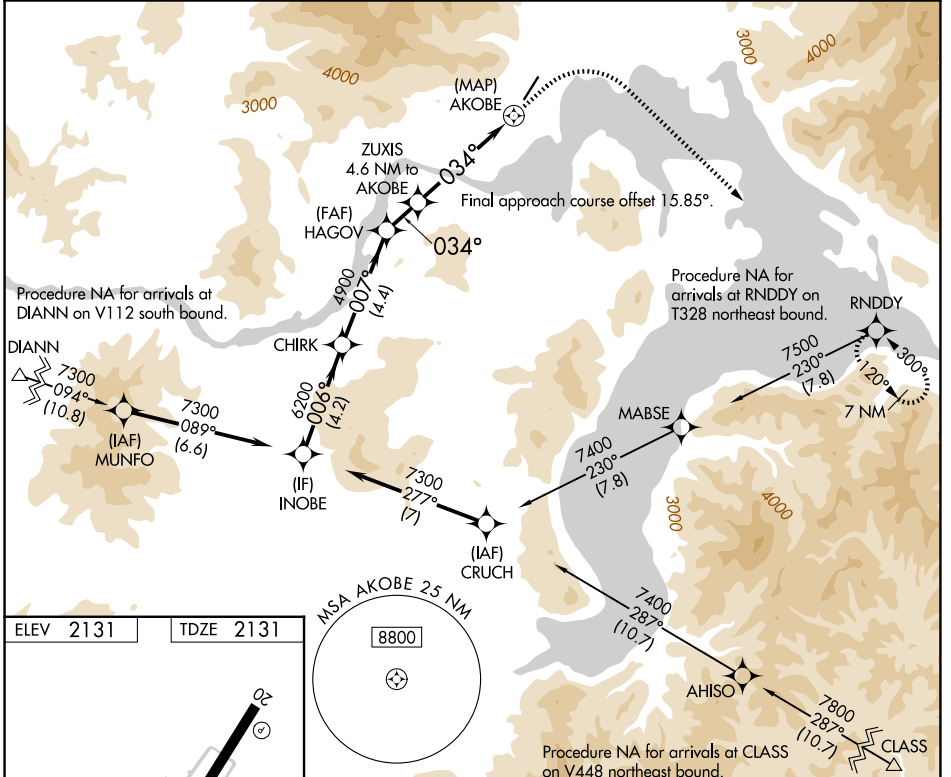 3000
4000
3000
4000
(MAP)
AKOBE
ZUXIS
4.6 NM to
AKOBE
034°
Final approach course offset 15.85°.
(FAF)
HAGOV
034°
4900
007°
(4.4)
Procedure NA for arrivals at
DIANN on V112 south bound.
Procedure NA for
arrivals at RNDDY on
T328 northeast bound.
RNDDY
CHIRK
7500
230°
(7.8)
300°
120°
7 NM
DIANN
7300
094°
(10.8)
(IAF)
MUNFO
7300
089°
(6.6)
6200
006°
(4.2)
(IF)
INOBE
MABSE
7400
230°
(7.8)
7300
277°
(7)
(IAF)
CRUCH
3000
4000
MSA AKOBE 25 NM
8800
7400
287°
(10.7)
AHISO
7800
287°
(10.7)
CLASS
Procedure NA for arrivals at CLASS
on V448 northeast bound.
ELEV 2131
TDZE 2131
20
P